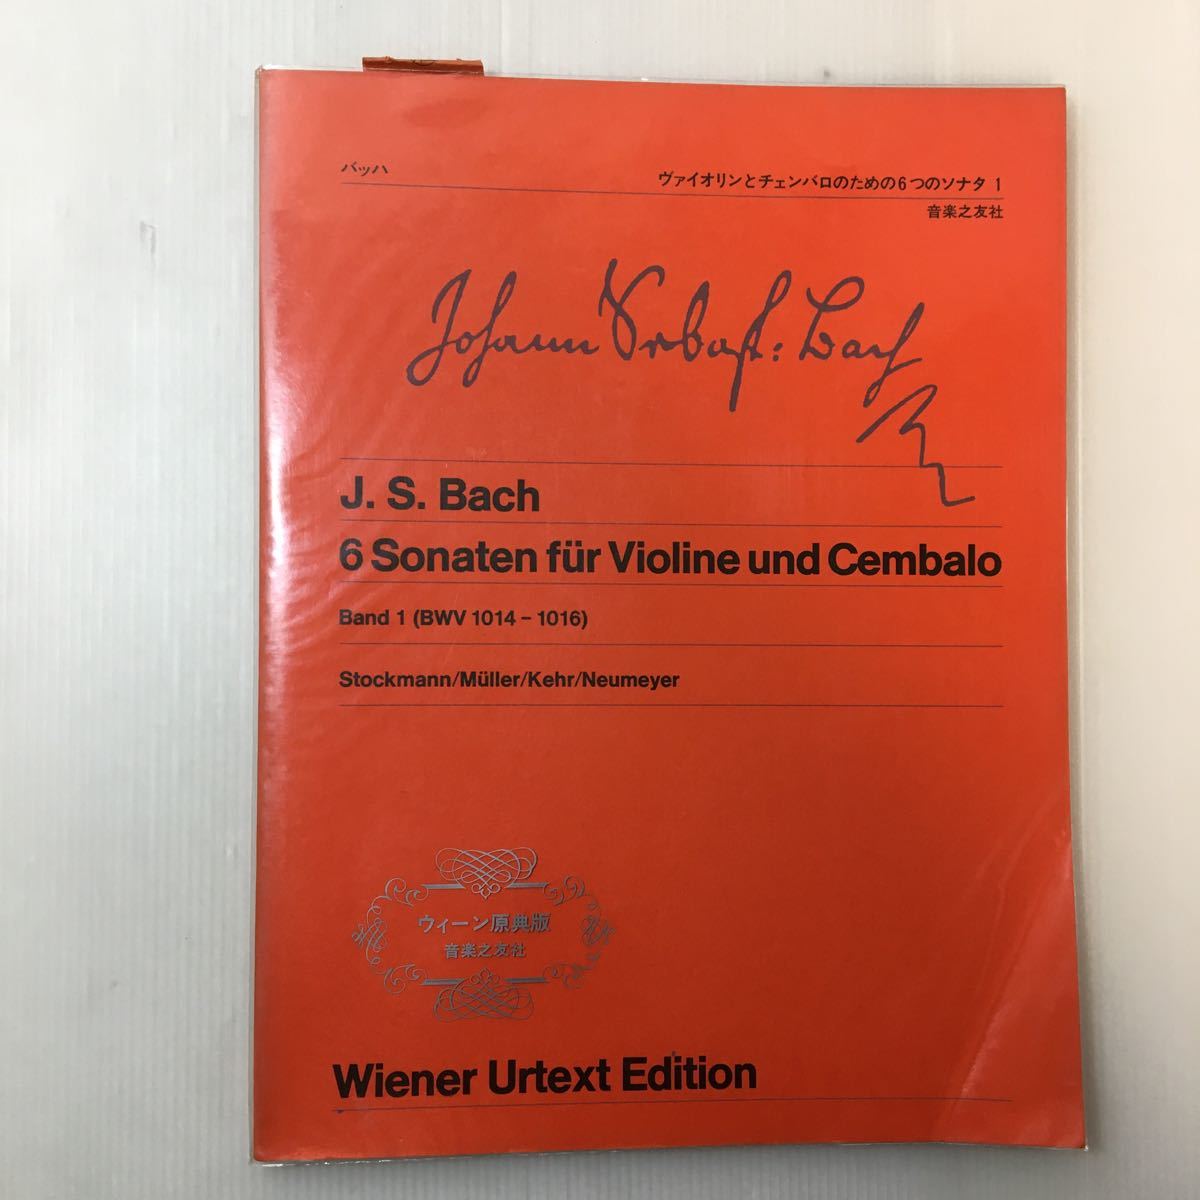 バッハ
ヴァイオリンとチェンバロのための6つのソナタ 1
音楽之友社
Johann Sebast: Bach
J. S. Bach
6 Sonaten für Violine und Cembalo
Band 1 (BWV 1014 – 1016)
Stockmann/Müller/Kehr/Neumeyer
ウィーン原典版
音楽之友社
Wiener Urtext Edition